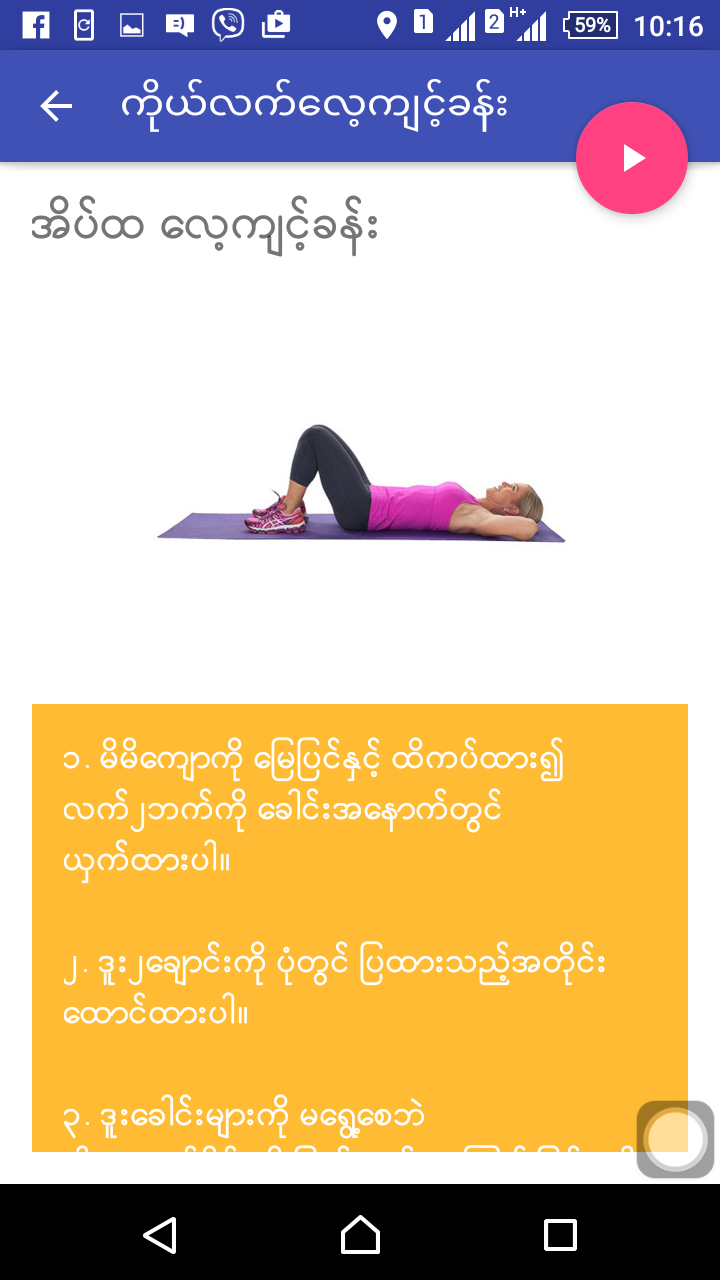 1
2
H+
59%
10:16
ကိုယ်လက်လေ့ကျင့်ခန်း
အိပ်ထ လေ့ကျင့်ခန်း
၁. မိမိကျောကို မြေပြင်နှင့် ထိကပ်ထား၍
လက်၂ဘက်ကို ခေါင်းအနောက်တွင်
ယှက်ထားပါ။
၂. ဒူး၂ချောင်းကို ပုံတွင် ပြထားသည့်အတိုင်း
ထောင်ထားပါ။
၃. ဒူးခေါင်းများကို မရွေ့စေဘဲ